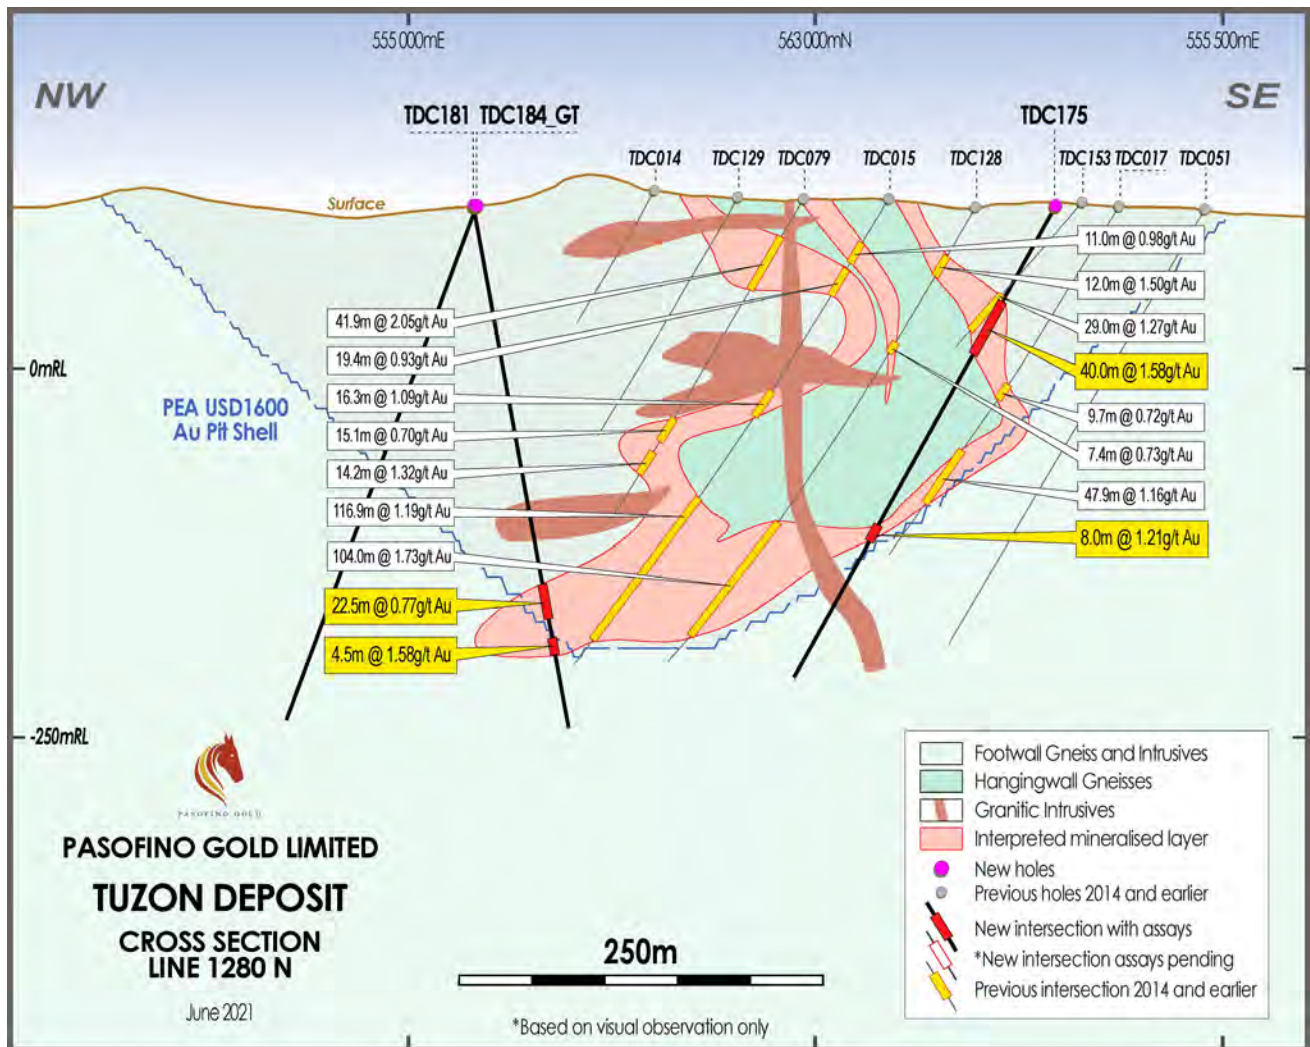 555 000mE
563 000mN
555 500mE
NW
SE
TDC181
TDC184_GT
TDC175
TDC014
TDC129
TDC079
TDC015
TDC128
TDC153
TDC017
TDC051
Surface
11.0m @ 0.98g/t Au
12.0m @ 1.50g/t Au
29.0m @ 1.27g/t Au
40.0m @ 1.58g/t Au
9.7m @ 0.72g/t Au
7.4m @ 0.73g/t Au
47.9m @ 1.16g/t Au
8.0m @ 1.21g/t Au
41.9m @ 2.05g/t Au
19.4m @ 0.93g/t Au
16.3m @ 1.09g/t Au
15.1m @ 0.70g/t Au
14.2m @ 1.32g/t Au
116.9m @ 1.19g/t Au
104.0m @ 1.73g/t Au
22.5m @ 0.77g/t Au
4.5m @ 1.58g/t Au
0mRL
PEA USD1600
Au Pit Shell
-250mRL
PASOFINO GOLD
PASOFINO GOLD LIMITED
TUZON DEPOSIT
CROSS SECTION
LINE 1280 N
June 2021
250m
*Based on visual observation only
Footwall Gneiss and Intrusives
Hangingwall Gneisses
Granitic Intrusives
Interpreted mineralised layer
New holes
Previous holes 2014 and earlier
New intersection with assays
*New intersection assays pending
Previous intersection 2014 and earlier